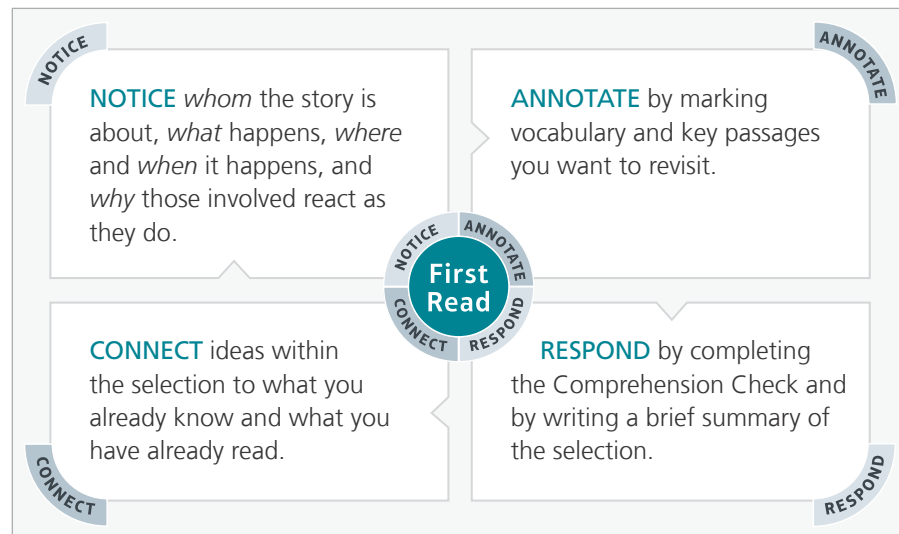 NOTICE
NOTICE whom the story is
about, what happens, where
and when it happens, and
why those involved react as
they do.
ANNOTATE
ANNOTATE by marking
vocabulary and key passages
you want to revisit.
NOTICE
ANNOTATE
First
Read
CONNECT
RESPOND
CONNECT ideas within
the selection to what you
already know and what you
have already read.
CONNECT
RESPOND by completing
the Comprehension Check and
by writing a brief summary of
the selection.
RESPOND